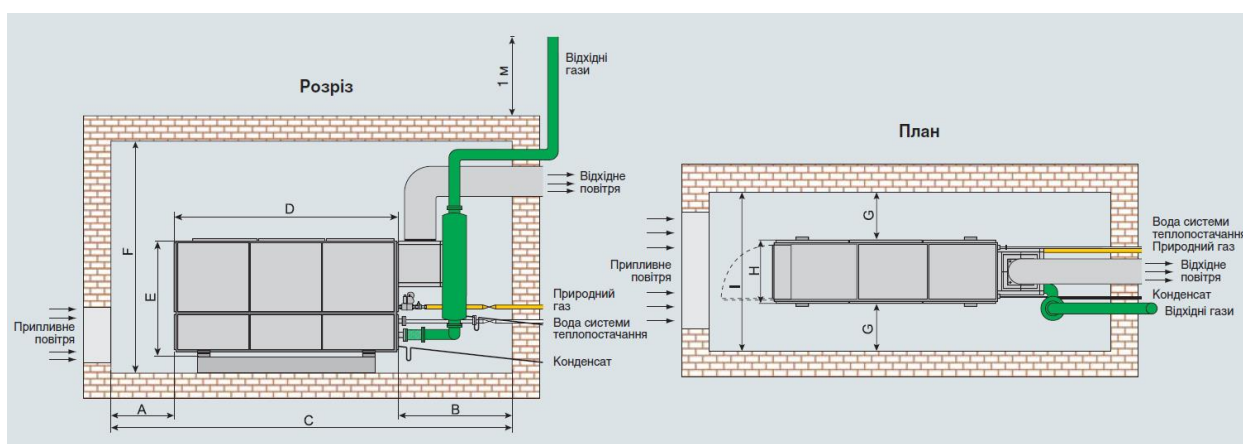 Розріз
1 м
Відхідні
гази
Відхідне
повітря
D
F
E
Припливне
повітря
Природний
газ
Вода системи
теплопостачання
Конденсат
A
B
C
План
G
H
I
G
Припливне
повітря
Вода системи
теплопостачання
Природний газ
Відхідне
повітря
Конденсат
Відхідні гази